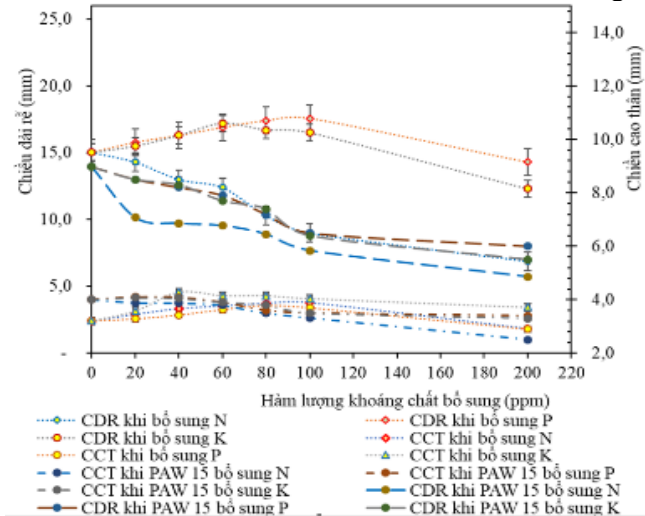 25,0
20,0
15,0
10,0
5,0
-
Chiều dài rễ (mm)
14,0
12,0
10,0
8,0
6,0
4,0
2,0
Chiều cao thân (mm)
0 20 40 60 80 100 120 140 160 180 200 220
Hàm lượng khoáng chất bổ sung (ppm)
CDR khi bổ sung N CDR khi bổ sung P
CDR khi bổ sung K CCT khi bổ sung N
CCT khi bổ sung P CCT khi bổ sung K
CCT khi PAW 15 bổ sung N CCT khi PAW 15 bổ sung P
CCT khi PAW 15 bổ sung K CDR khi PAW 15 bổ sung N
CDR khi PAW 15 bổ sung P CDR khi PAW 15 bổ sung K